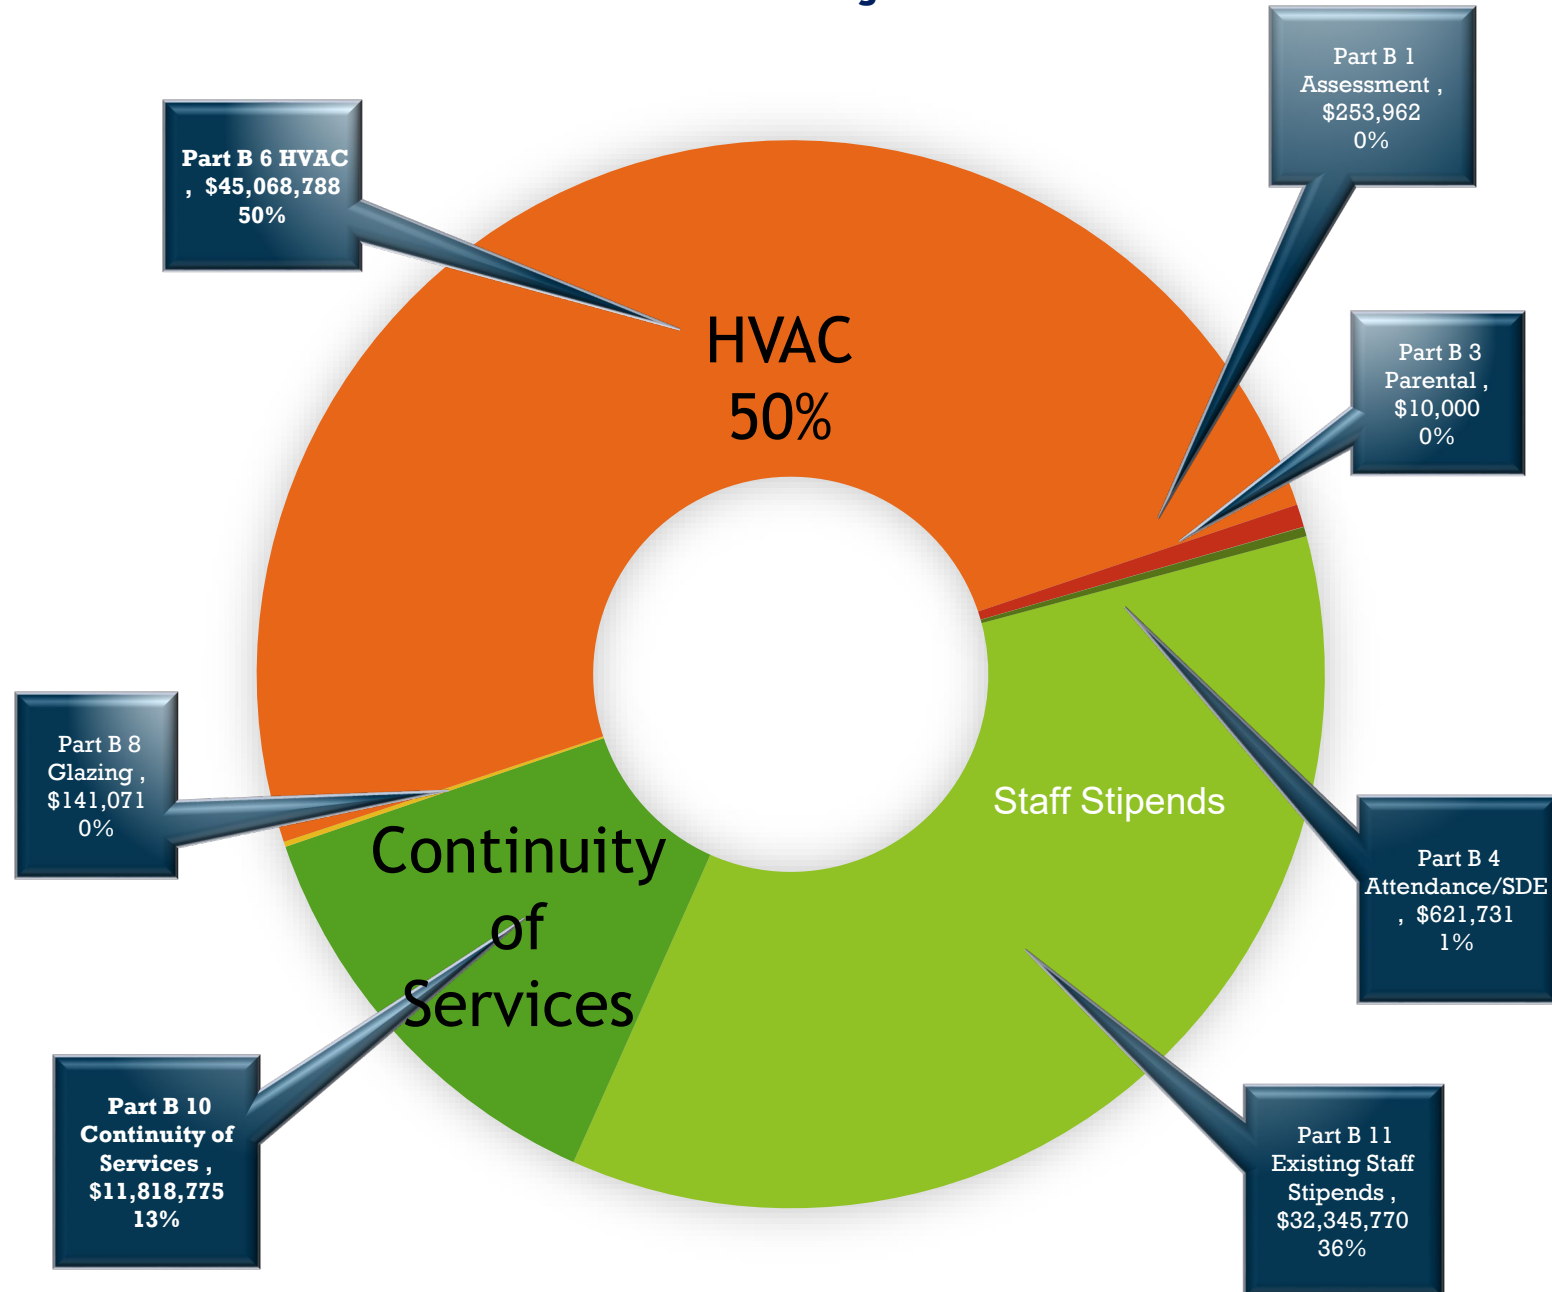 Part B 1
Assessment ,
$253,962
0%
Part B 6 HVAC
, $45,068,788
50%
HVAC
50%
Part B 3
Parental ,
$10,000
0%
Part B 8
Glazing ,
$141,071
0%
Staff Stipends
Continuity
of
Services
Part B 4
Attendance/SDE
, $621,731
1%
Part B 10
Continuity of
Services ,
$11,818,775
13%
Part B 11
Existing Staff
Stipends ,
$32,345,770
36%